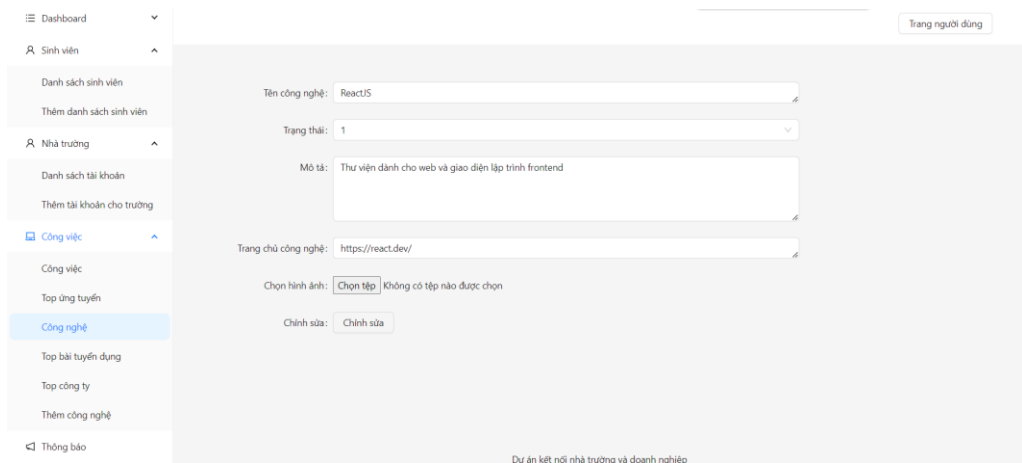 Dashboard
Trang người dùng
Sinh viên
Danh sách sinh viên
Thêm danh sách sinh viên
Nhà trường
Danh sách tài khoản
Thêm tài khoản cho trường
Công việc
Công việc
Top ứng tuyển
Công nghệ
Top bài tuyển dụng
Top công ty
Thêm công nghệ
Thông báo
Tên công nghệ: ReactJS
Trạng thái: 1
Mô tả: Thư viện dành cho web và giao diện lập trình frontend
Trang chủ công nghệ: https://react.dev/
Chọn hình ảnh: Chọn tệp Không có tệp nào được chọn
Chỉnh sửa: Chỉnh sửa
Dự án kết nối nhà trường và doanh nghiệp